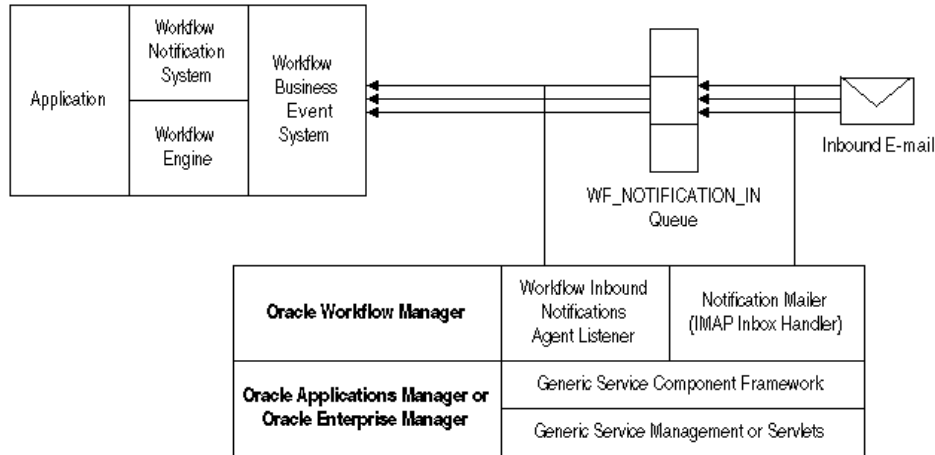 Application
Workflow
Notification
System
Workflow
Engine
Workflow
Business
Event
System
Inbound E-mail
WF_NOTIFICATION_IN
Queue
Oracle Workflow Manager
Workflow Inbound
Notifications
Agent Listener
Notification Mailer
(IMAP Inbox Handler)
Oracle Applications Manager or
Oracle Enterprise Manager
Generic Service Component Framework
Generic Service Management or Servlets